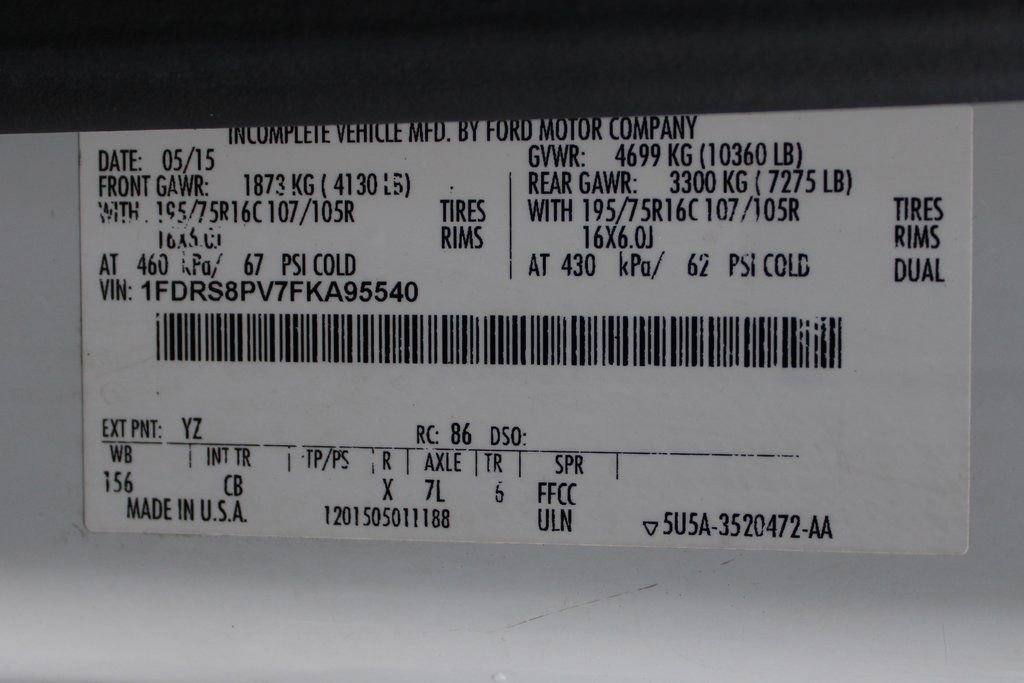 INCOMPLETE VEHICLE MFD. BY FORD MOTOR COMPANY
DATE: 05/15 GVWR: 4699 KG (10360 LB)
FRONT GAWR: 1873 KG ( 4130 LB) REAR GAWR: 3300 KG ( 7275 LB)
WITH 195/75R16C 107/105R TIRES WITH 195/75R16C 107/105R TIRES
16X6.0J RIMS 16X6.0J RIMS
AT 460 kPa/ 67 PSI COLD AT 430 kPa/ 62 PSI COLD DUAL
VIN: 1FDRS8PV7FKA95540
EXT PNT: YZ RC: 86 DSO:
WB INT TR TP/PS R AXLE TR SPR
156 CB X 7L 6 FFCC
MADE IN U.S.A. 1201505011188 ULN ▽5U5A-3520472-AA